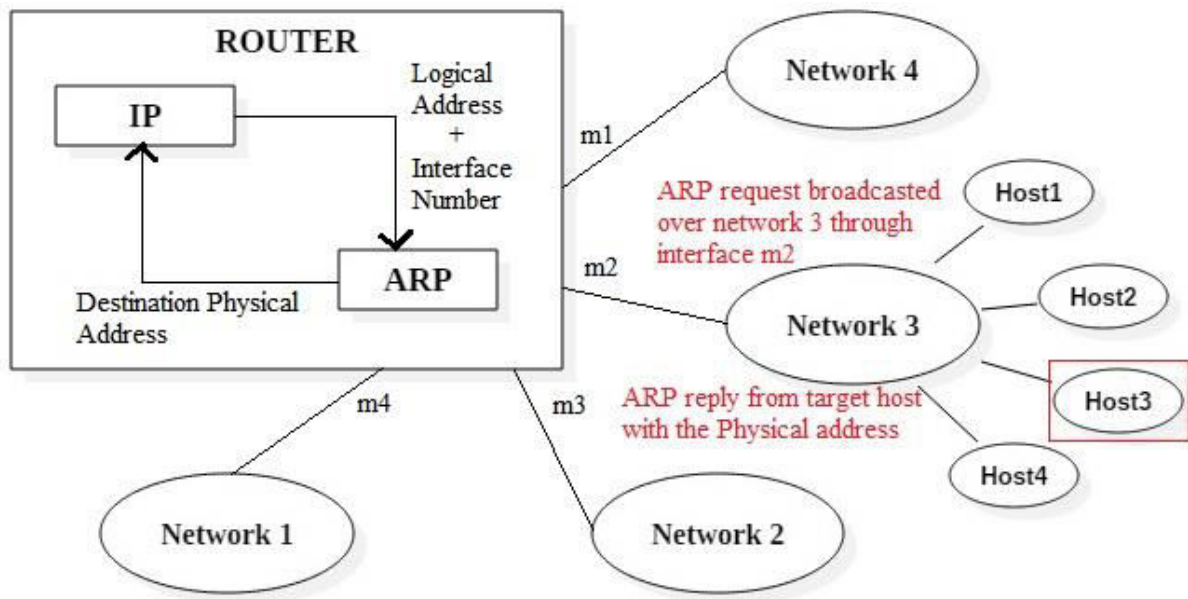 ROUTER
IP
Logical
Address
+
Interface
Number
ARP
Destination Physical
Address
m1
m2
m3
m4
Network 4
ARP request broadcasted
over network 3 through
interface m2
Host1
Host2
Network 3
Host3
ARP reply from target host
with the Physical address
Host4
Network 1
Network 2